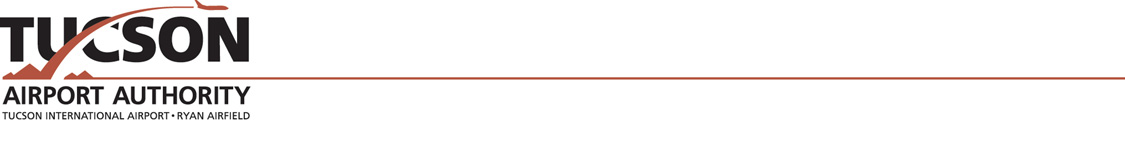 TUCSON
AIRPORT AUTHORITY
TUCSON INTERNATIONAL AIRPORT • RYAN AIRFIELD